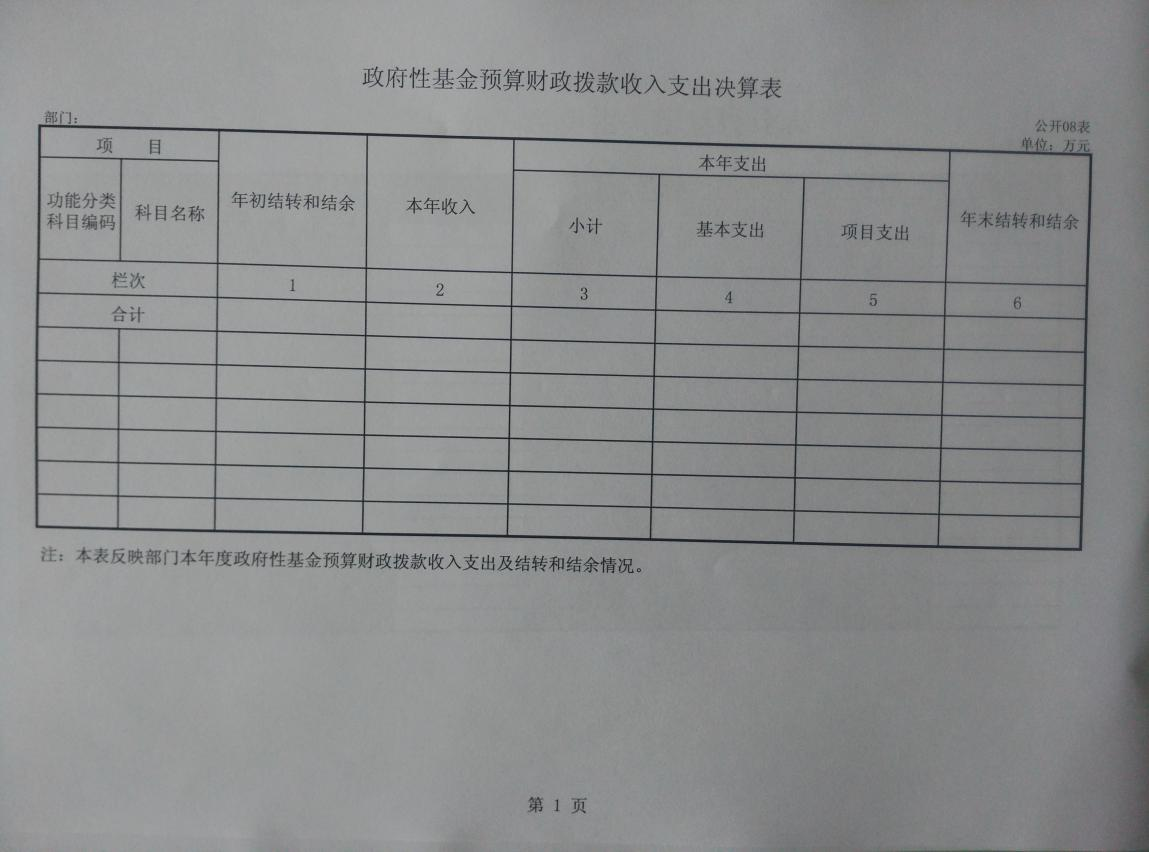 政府性基金预算财政拨款收入支出决算表
部门：
公开08表
单位：万元
项 目
年初结转和结余
本年收入
本年支出
年末结转和结余
功能分类
科目编码
科目名称
小计
基本支出
项目支出
栏次 1 2 3 4 5 6
合计
注：本表反映部门本年度政府性基金预算财政拨款收入支出及结转和结余情况。
第 1 页